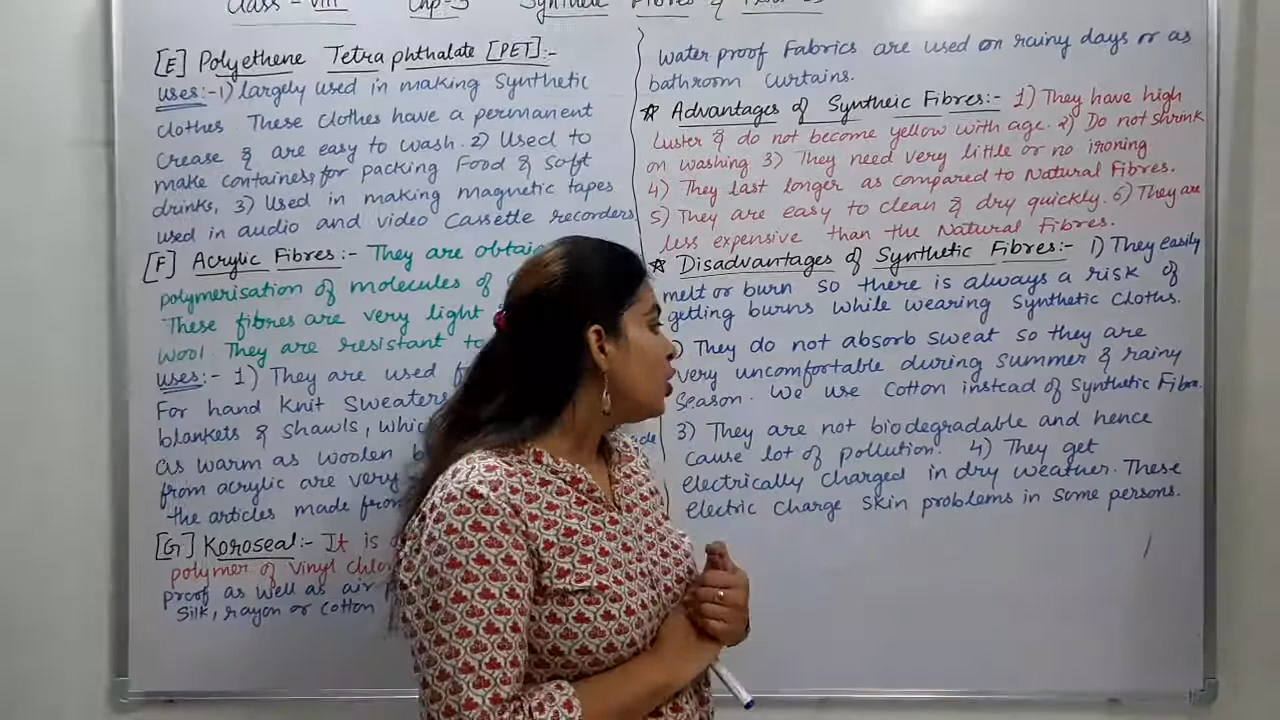 Class - VIII Chp-3 Synthetic Fibres &
[E] Polyethene Tetraphthalate [PET]:-
uses:-1) largely used in making Synthetic
clothes. These clothes have a permanent
crease & are easy to wash. 2) Used to
make containers for packing Food & Soft
drinks, 3) Used in making magnetic tapes
used in audio and video Cassette recorders
[F] Acrylic Fibres:- They are obtai
polymerisation of molecules of
These fibres are very light
wool. They are resistant to
uses:- 1) They are used f
For hand Knit Sweaters
blankets & Shawls, whic
as warm as woolen b
from acrylic are very
the articles made from
[G] Koroseal:- It is
polymer of vinyl chlo
proof as well as air
Silk, rayon or cotton
water proof Fabrics are used on rainy days or as
bathroom curtains.
☆ Advantages of Syntheic Fibres:- 1) They have high
Luster & do not become yellow with age. 2) Do not shrink
on washing 3) They need very little or no ironing
4) They last longer as compared to Natural Fibres.
5) They are easy to clean & dry quickly. 6) They are
less expensive than the Natural Fibres.
☆ Disadvantages of Synthetic Fibres:- 1) They easily
melt or burn so there is always a risk of
getting burns while wearing Synthetic Cloths.
) They do not absorb sweat so they are
very uncomfortable during summer & rainy
Season. We use Cotton instead of Synthetic Fibre.
3) They are not biodegradable and hence
cause lot of pollution. 4) They get
electrically charged in dry weather. These
electric charge skin problems in some persons.